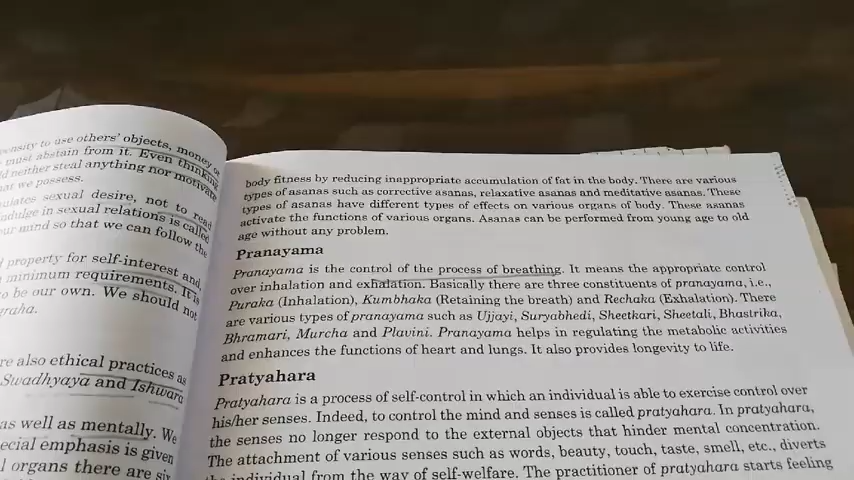 ensity to use others' objects, money or
must abstain from it. Even thinking
neither steal anything nor motivate
at we possess.
ulates sexual desire, not to read
ndulge in sexual relations is called
our mind so that we can follow the
property for self-interest and
minimum requirements. It is
o be our own. We should not
graha.
re also ethical practices as
Swadhyaya and Ishwara
as well as mentally. We
ecial emphasis is given
l organs there are six
body fitness by reducing inappropriate accumulation of fat in the body. There are various
types of asanas such as corrective asanas, relaxative asanas and meditative asanas. These
types of asanas have different types of effects on various organs of body. These asanas
activate the functions of various organs. Asanas can be performed from young age to old
age without any problem.
Pranayama
Pranayama is the control of the process of breathing. It means the appropriate control
over inhalation and exhalation. Basically there are three constituents of pranayama, i.e.,
Puraka (Inhalation), Kumbhaka (Retaining the breath) and Rechaka (Exhalation). There
are various types of pranayama such as Ujjayi, Suryabhedi, Sheetkari, Sheetali, Bhastrika,
Bhramari, Murcha and Plavini. Pranayama helps in regulating the metabolic activities
and enhances the functions of heart and lungs. It also provides longevity to life.
Pratyahara
Pratyahara is a process of self-control in which an individual is able to exercise control over
his/her senses. Indeed, to control the mind and senses is called pratyahara. In pratyahara,
the senses no longer respond to the external objects that hinder mental concentration.
The attachment of various senses such as words, beauty, touch, taste, smell, etc., diverts
the individual from the way of self-welfare. The practitioner of pratyahara starts feeling